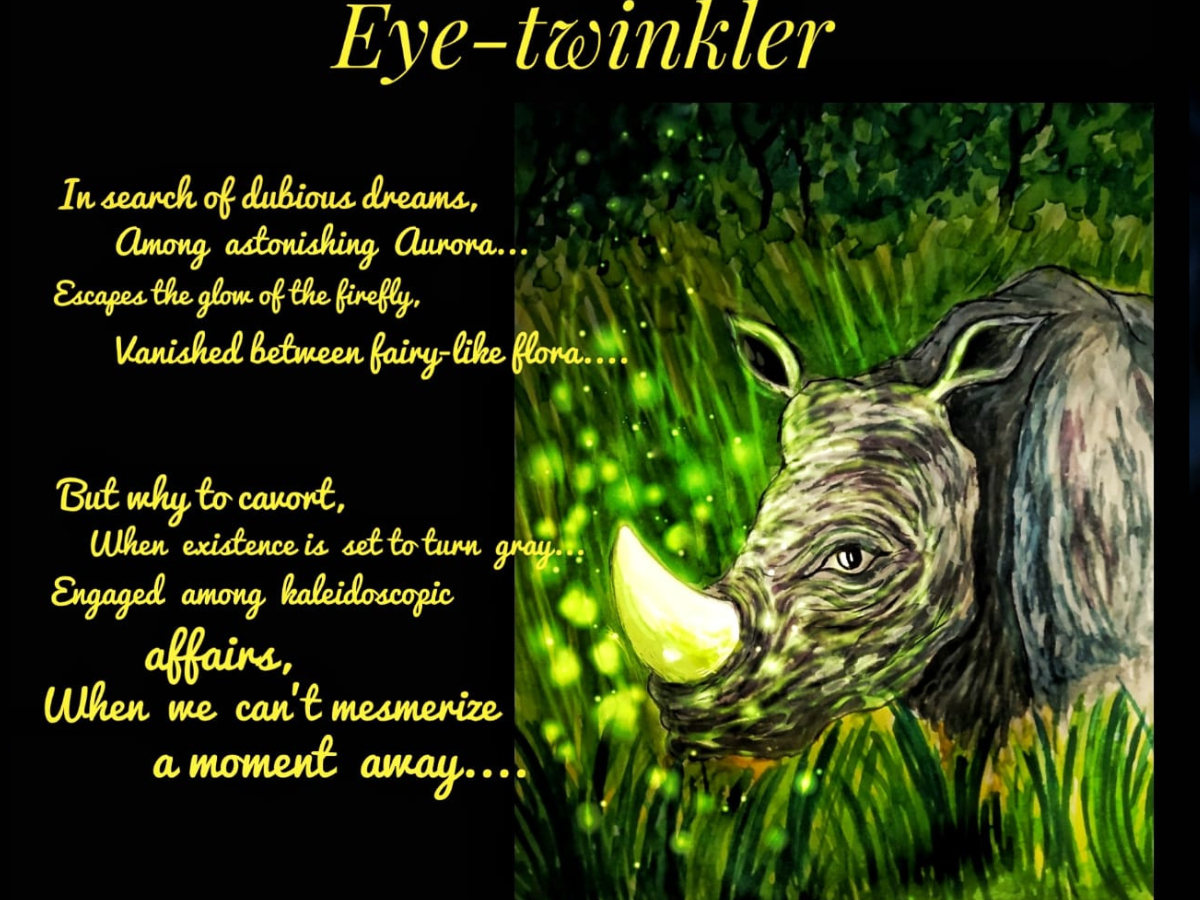 Eye-twinkler
In search of dubious dreams,
Among astonishing Aurora...
Escapes the glow of the firefly,
Vanished between fairy-like flora....
But why to cavort,
When existence is set to turn gray...
Engaged among kaleidoscopic
affairs,
When we can't mesmerize
a moment away....